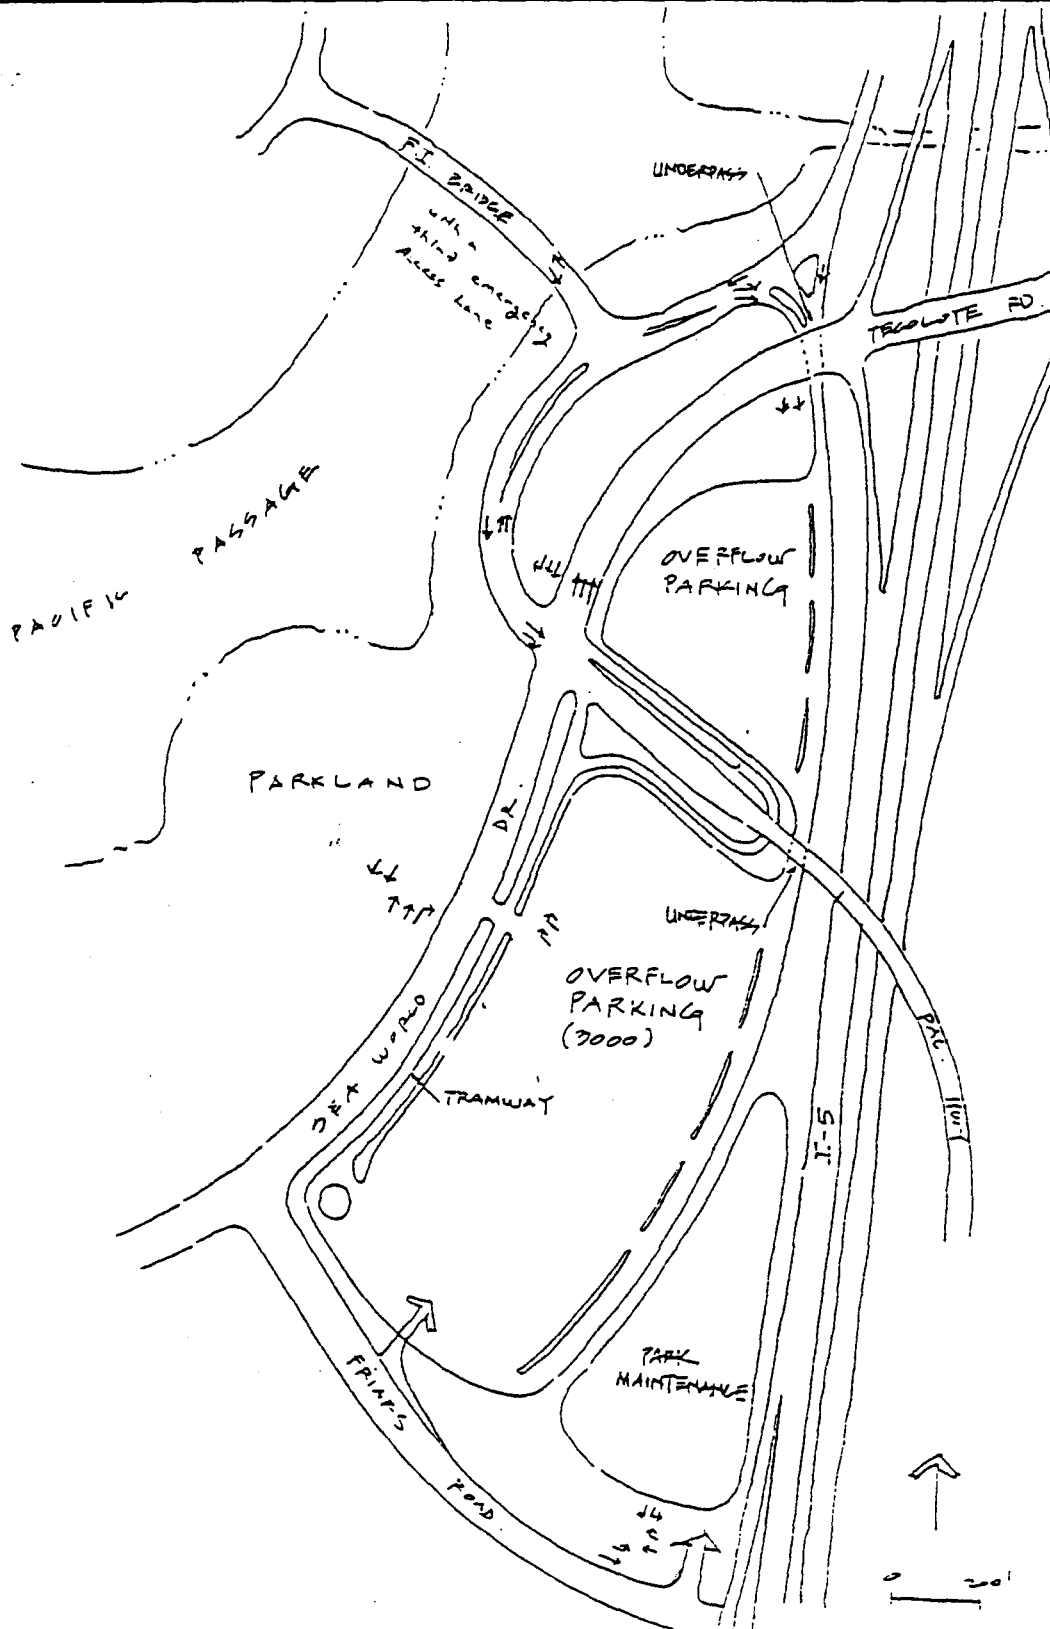 F.I. BRIDGE
with a
third emergency
Access Lane
UNDERPASS
TECOLOTE RD
PACIFIC PASSAGE
OVERFLOW
PARKING
PARKLAND
SEA WORLD DR.
UNDERPASS
OVERFLOW
PARKING
(3000)
TRAMWAY
PAC. HWY
I-5
FRIARS ROAD
PARK
MAINTENANCE
0